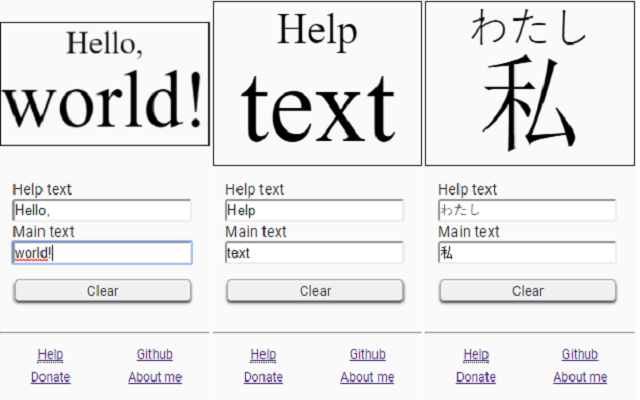 Hello,
world!
Help text
Hello,
Main text
world!
Clear
Help Github
Donate About me
Help
text
Help text
Help
Main text
text
Clear
Help Github
Donate About me
わたし
私
Help text
わたし
Main text
私
Clear
Help Github
Donate About me